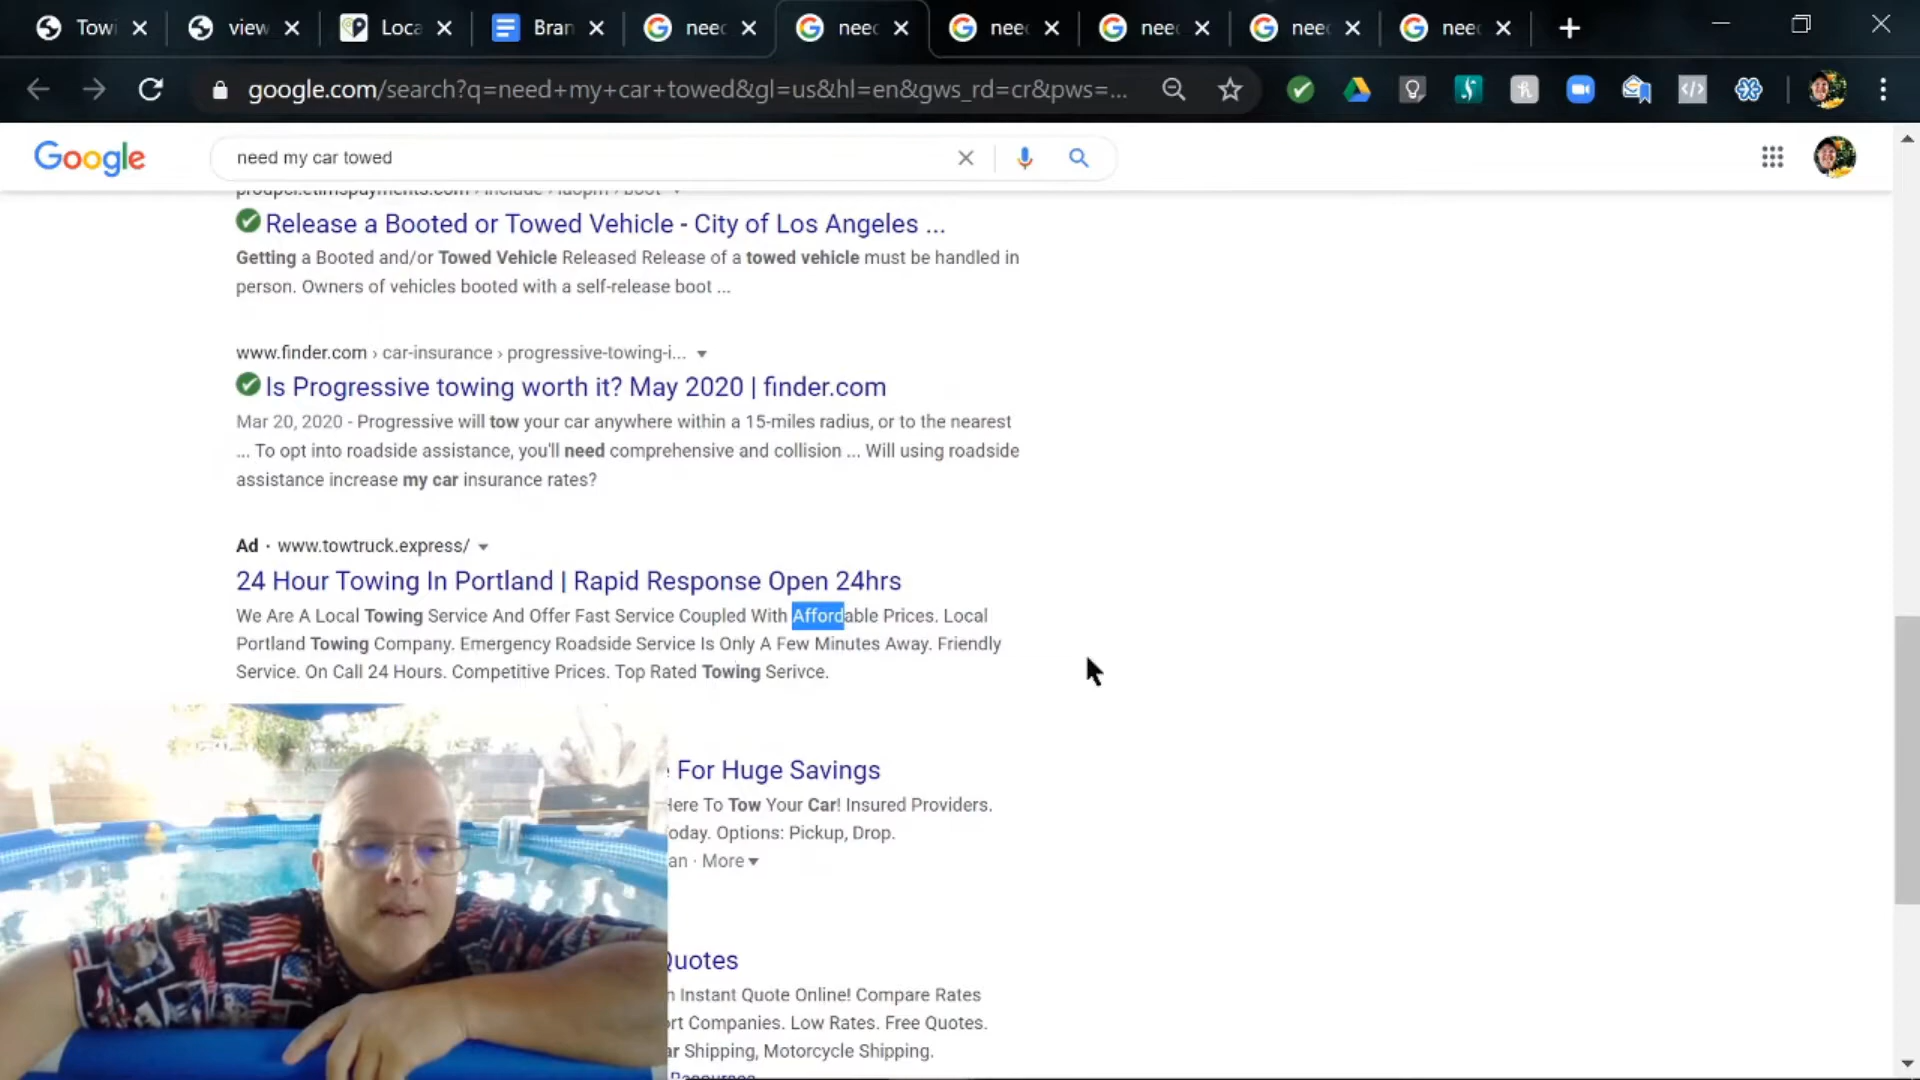 Towi
view
Loca
Bran
need
need
need
need
need
need
google.com/search?q=need+my+car+towed&gl=us&hl=en&gws_rd=cr&pws=...
Google
need my car towed
Release a Booted or Towed Vehicle - City of Los Angeles ...
Getting a Booted and/or Towed Vehicle Released Release of a towed vehicle must be handled in
person. Owners of vehicles booted with a self-release boot ...
www.finder.com › car-insurance › progressive-towing-i...
Is Progressive towing worth it? May 2020 | finder.com
Mar 20, 2020 - Progressive will tow your car anywhere within a 15-miles radius, or to the nearest
... To opt into roadside assistance, you'll need comprehensive and collision ... Will using roadside
assistance increase my car insurance rates?
Ad · www.towtruck.express/
24 Hour Towing In Portland | Rapid Response Open 24hrs
We Are A Local Towing Service And Offer Fast Service Coupled With Affordable Prices. Local
Portland Towing Company. Emergency Roadside Service Is Only A Few Minutes Away. Friendly
Service. On Call 24 Hours. Competitive Prices. Top Rated Towing Serivce.
For Huge Savings
Here To Tow Your Car! Insured Providers.
oday. Options: Pickup, Drop.
an · More
Quotes
n Instant Quote Online! Compare Rates
ort Companies. Low Rates. Free Quotes.
ar Shipping, Motorcycle Shipping.